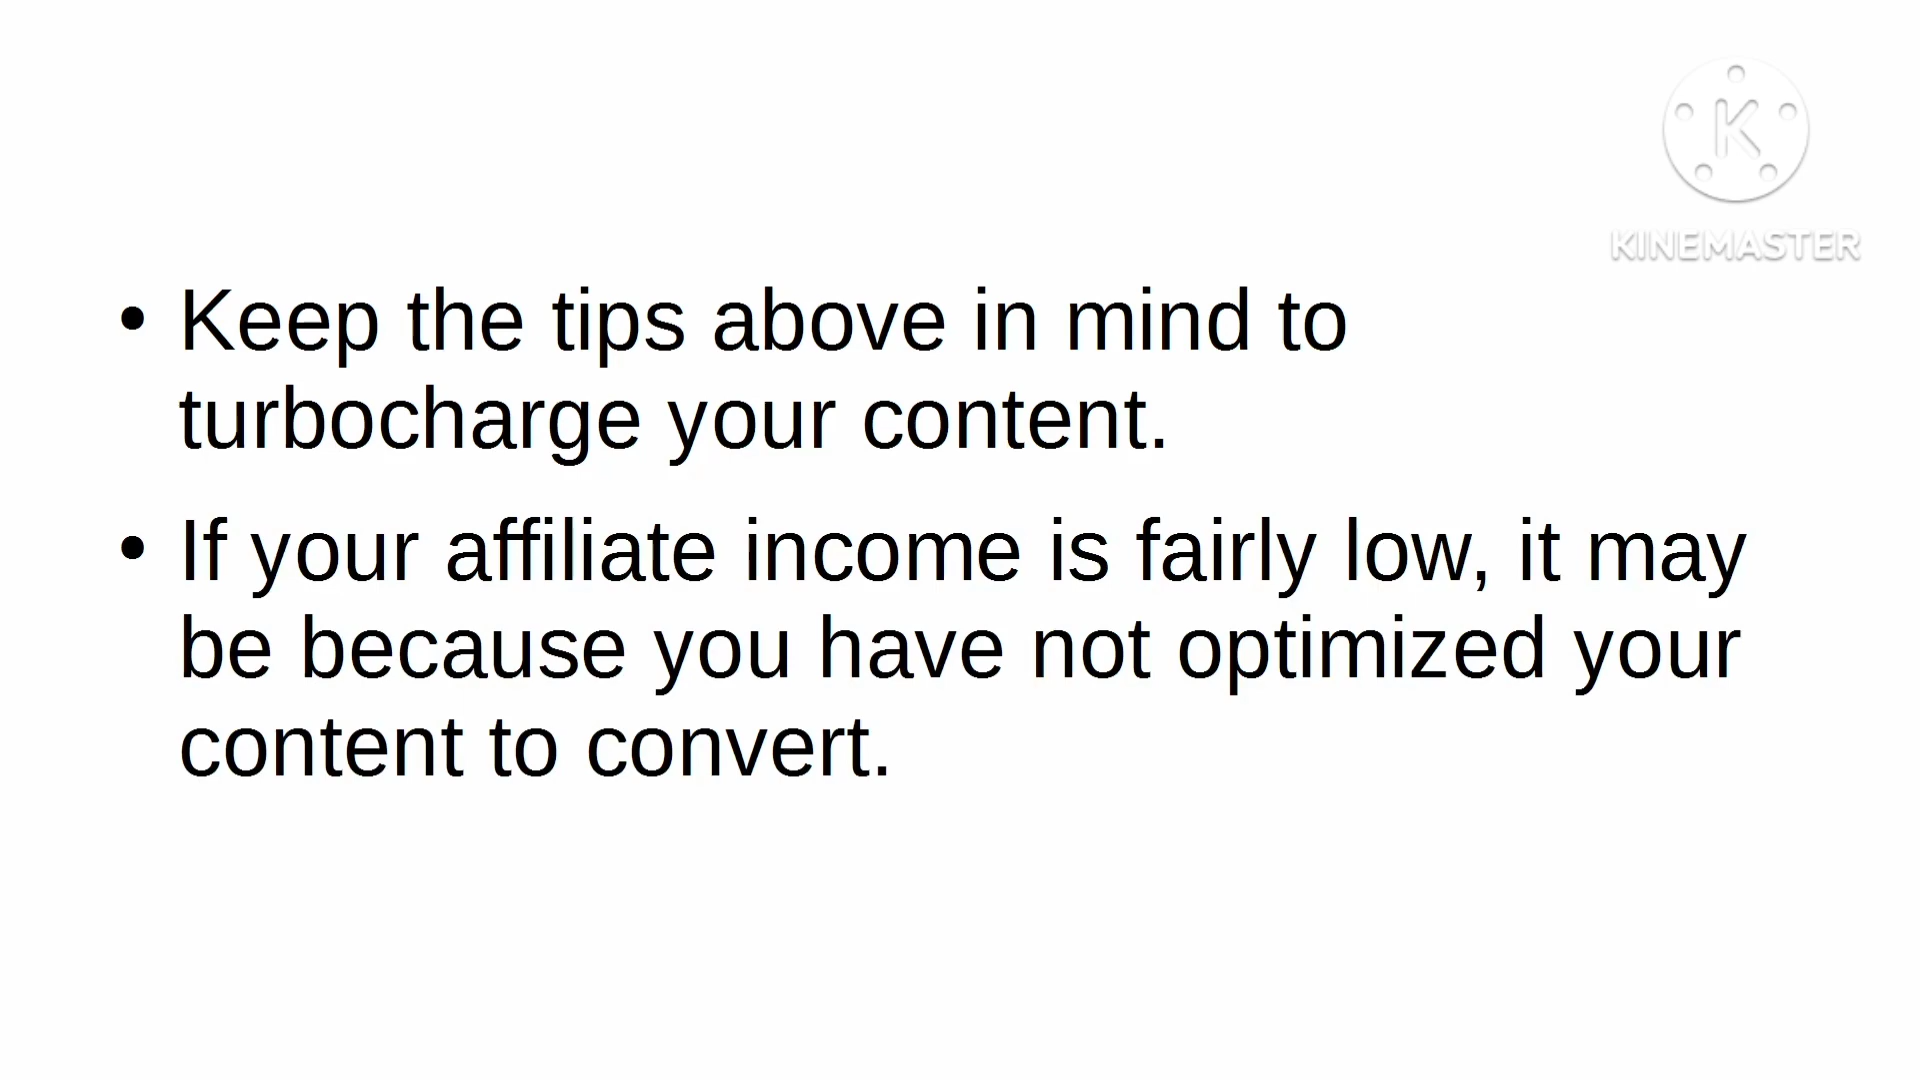 K
KINEMASTER
• Keep the tips above in mind to
turbocharge your content.
• If your affiliate income is fairly low, it may
be because you have not optimized your
content to convert.